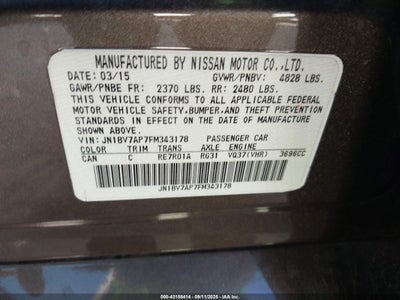 MANUFACTURED BY NISSAN MOTOR CO.,LTD.
DATE: 03/15 GVWR/PNBV: 4828 LBS.
GAWR/PNBE FR: 2370 LBS. RR: 2480 LBS.
THIS VEHICLE CONFORMS TO ALL APPLICABLE FEDERAL
MOTOR VEHICLE SAFETY,BUMPER,AND THEFT PREVENTION
STANDARDS IN EFFECT ON THE DATE OF MANUFACTURE
SHOWN ABOVE.
VIN: JN1BV7AP7FM343178 PASSENGER CAR
COLOR TRIM TRANS AXLE ENGINE
CAN C RE7R01A RG31 VQ37(VHR) 3696CC
JN1BV7AP7FM343178
000-43158414 - 09/11/2025 - IAA Inc.